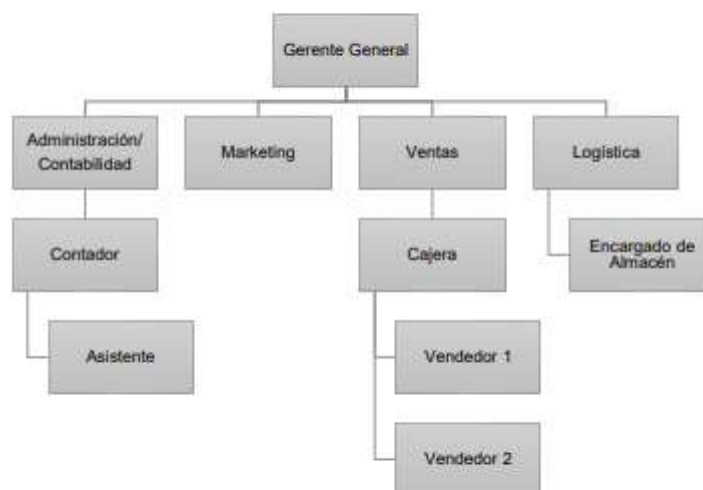 Gerente General
Administración/
Contabilidad
Marketing
Ventas
Logística
Contador
Cajera
Encargado de
Almacén
Asistente
Vendedor 1
Vendedor 2